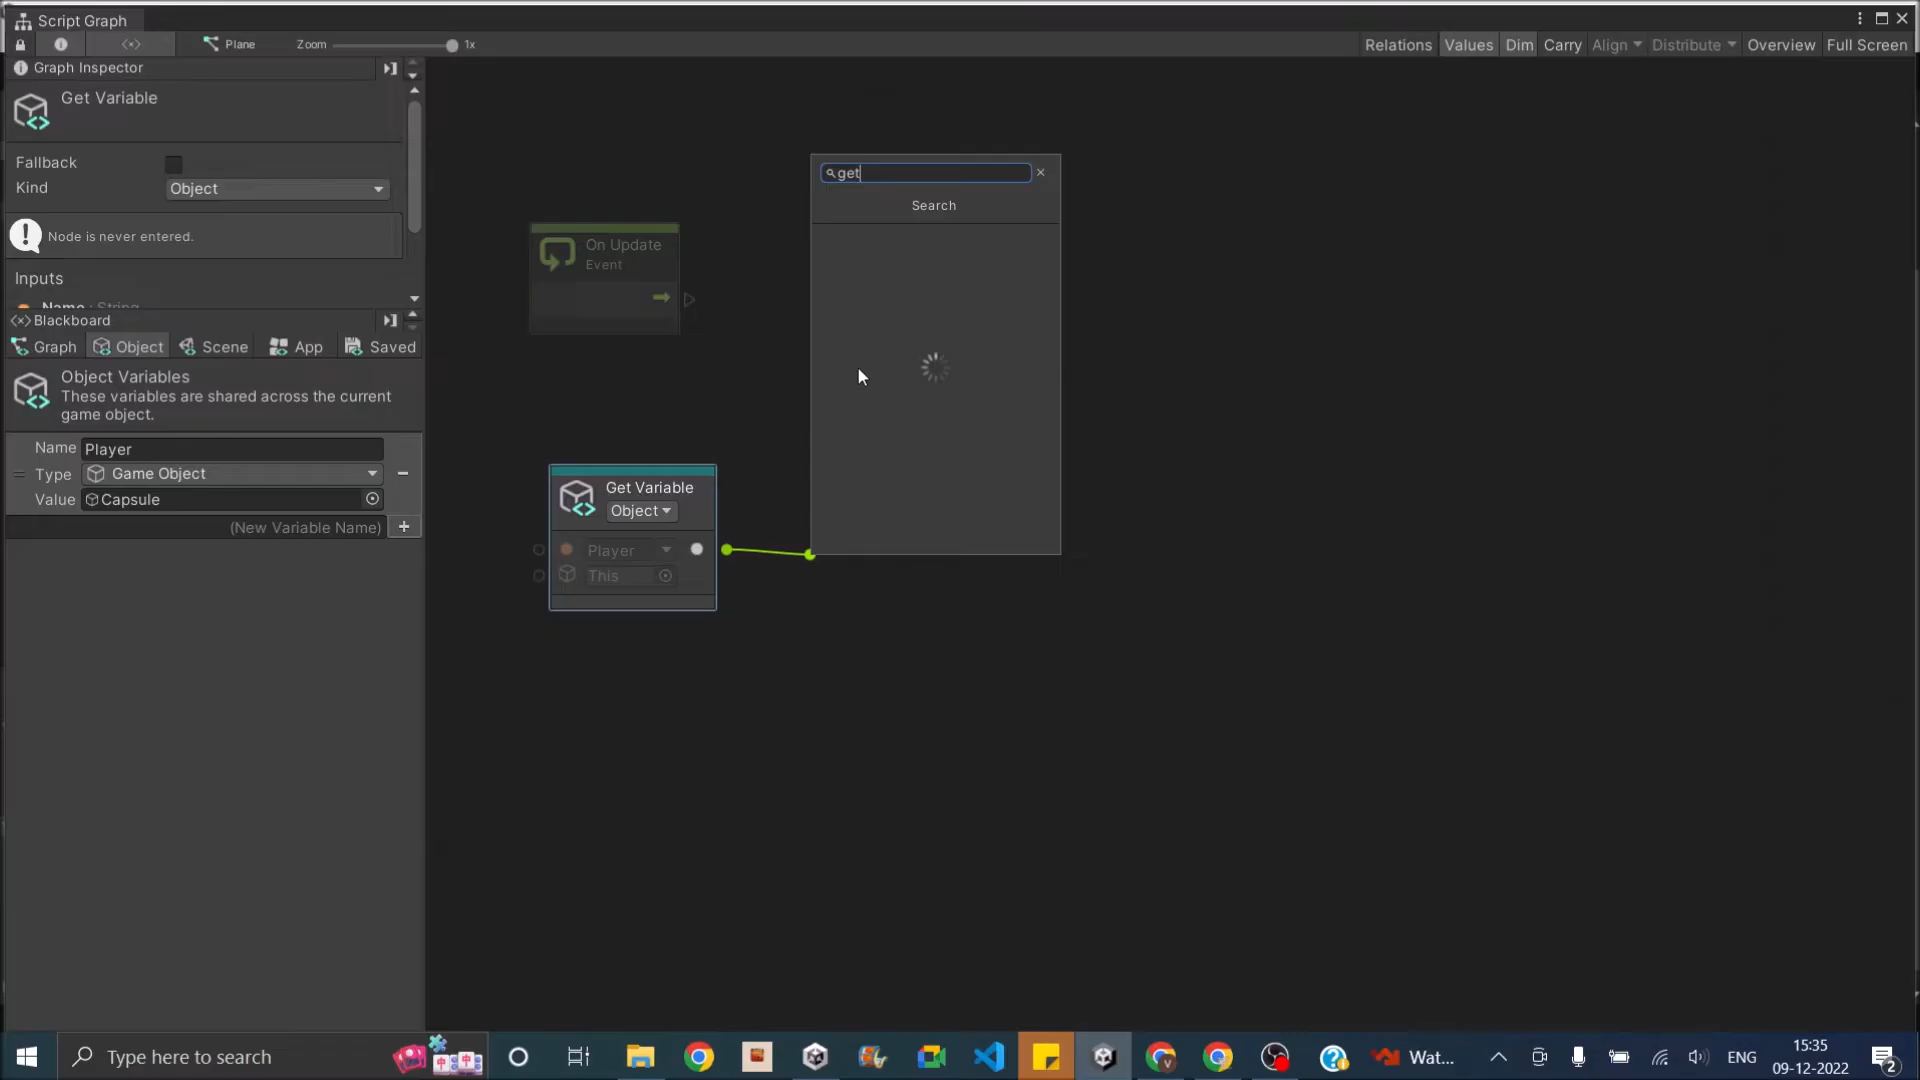 Script Graph
Plane Zoom 1x Relations Values Dim Carry Align Distribute Overview Full Screen
Graph Inspector
Get Variable
Fallback
Kind Object
Node is never entered.
Inputs
Name : String
Blackboard
Graph Object Scene App Saved
Object Variables
These variables are shared across the current
game object.
Name Player
Type Game Object
Value Capsule
(New Variable Name)
On Update
Event
get
Search
Get Variable
Object
Player
This
Type here to search
Wat...
ENG
15:35
09-12-2022
2